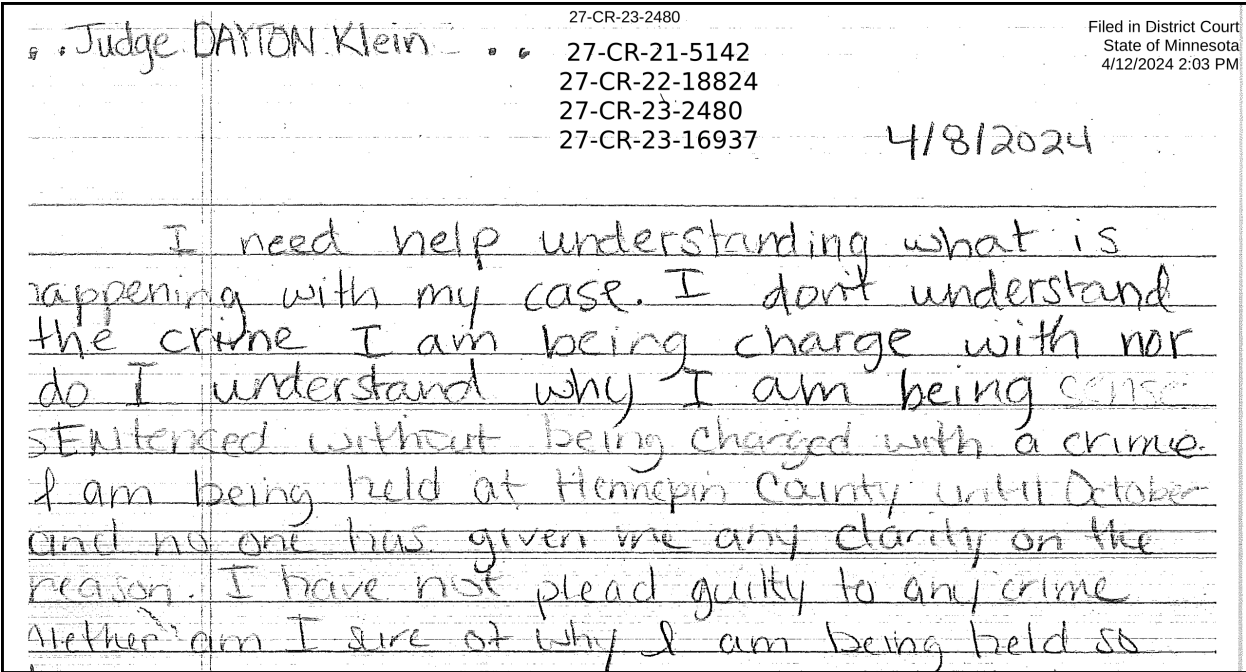 27-CR-23-2480
Filed in District Court
State of Minnesota
4/12/2024 2:03 PM
Judge DAYTON Klein
27-CR-21-5142
27-CR-22-18824
27-CR-23-2480
27-CR-23-16937
4/8/2024
I need help understanding what is
happening with my case. I don't understand
the crime I am being charge with nor
do I understand why I am being sense
sENtenced without being charged with a crime.
I am being held at Hennepin County until October
and no one has given me any clarity on the
reason. I have not plead guilty to any crime
Niether am I sure of why I am being held so